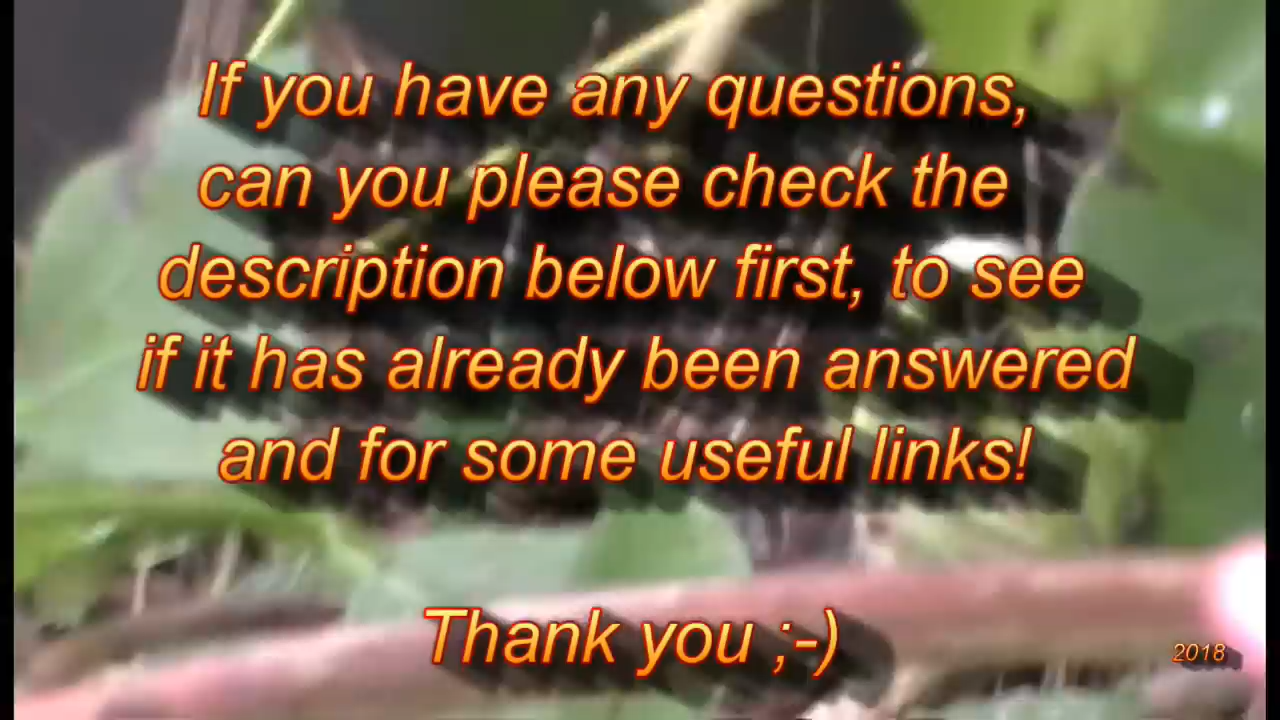 If you have any questions,
can you please check the
description below first, to see
if it has already been answered
and for some useful links!
Thank you ;-)
2018